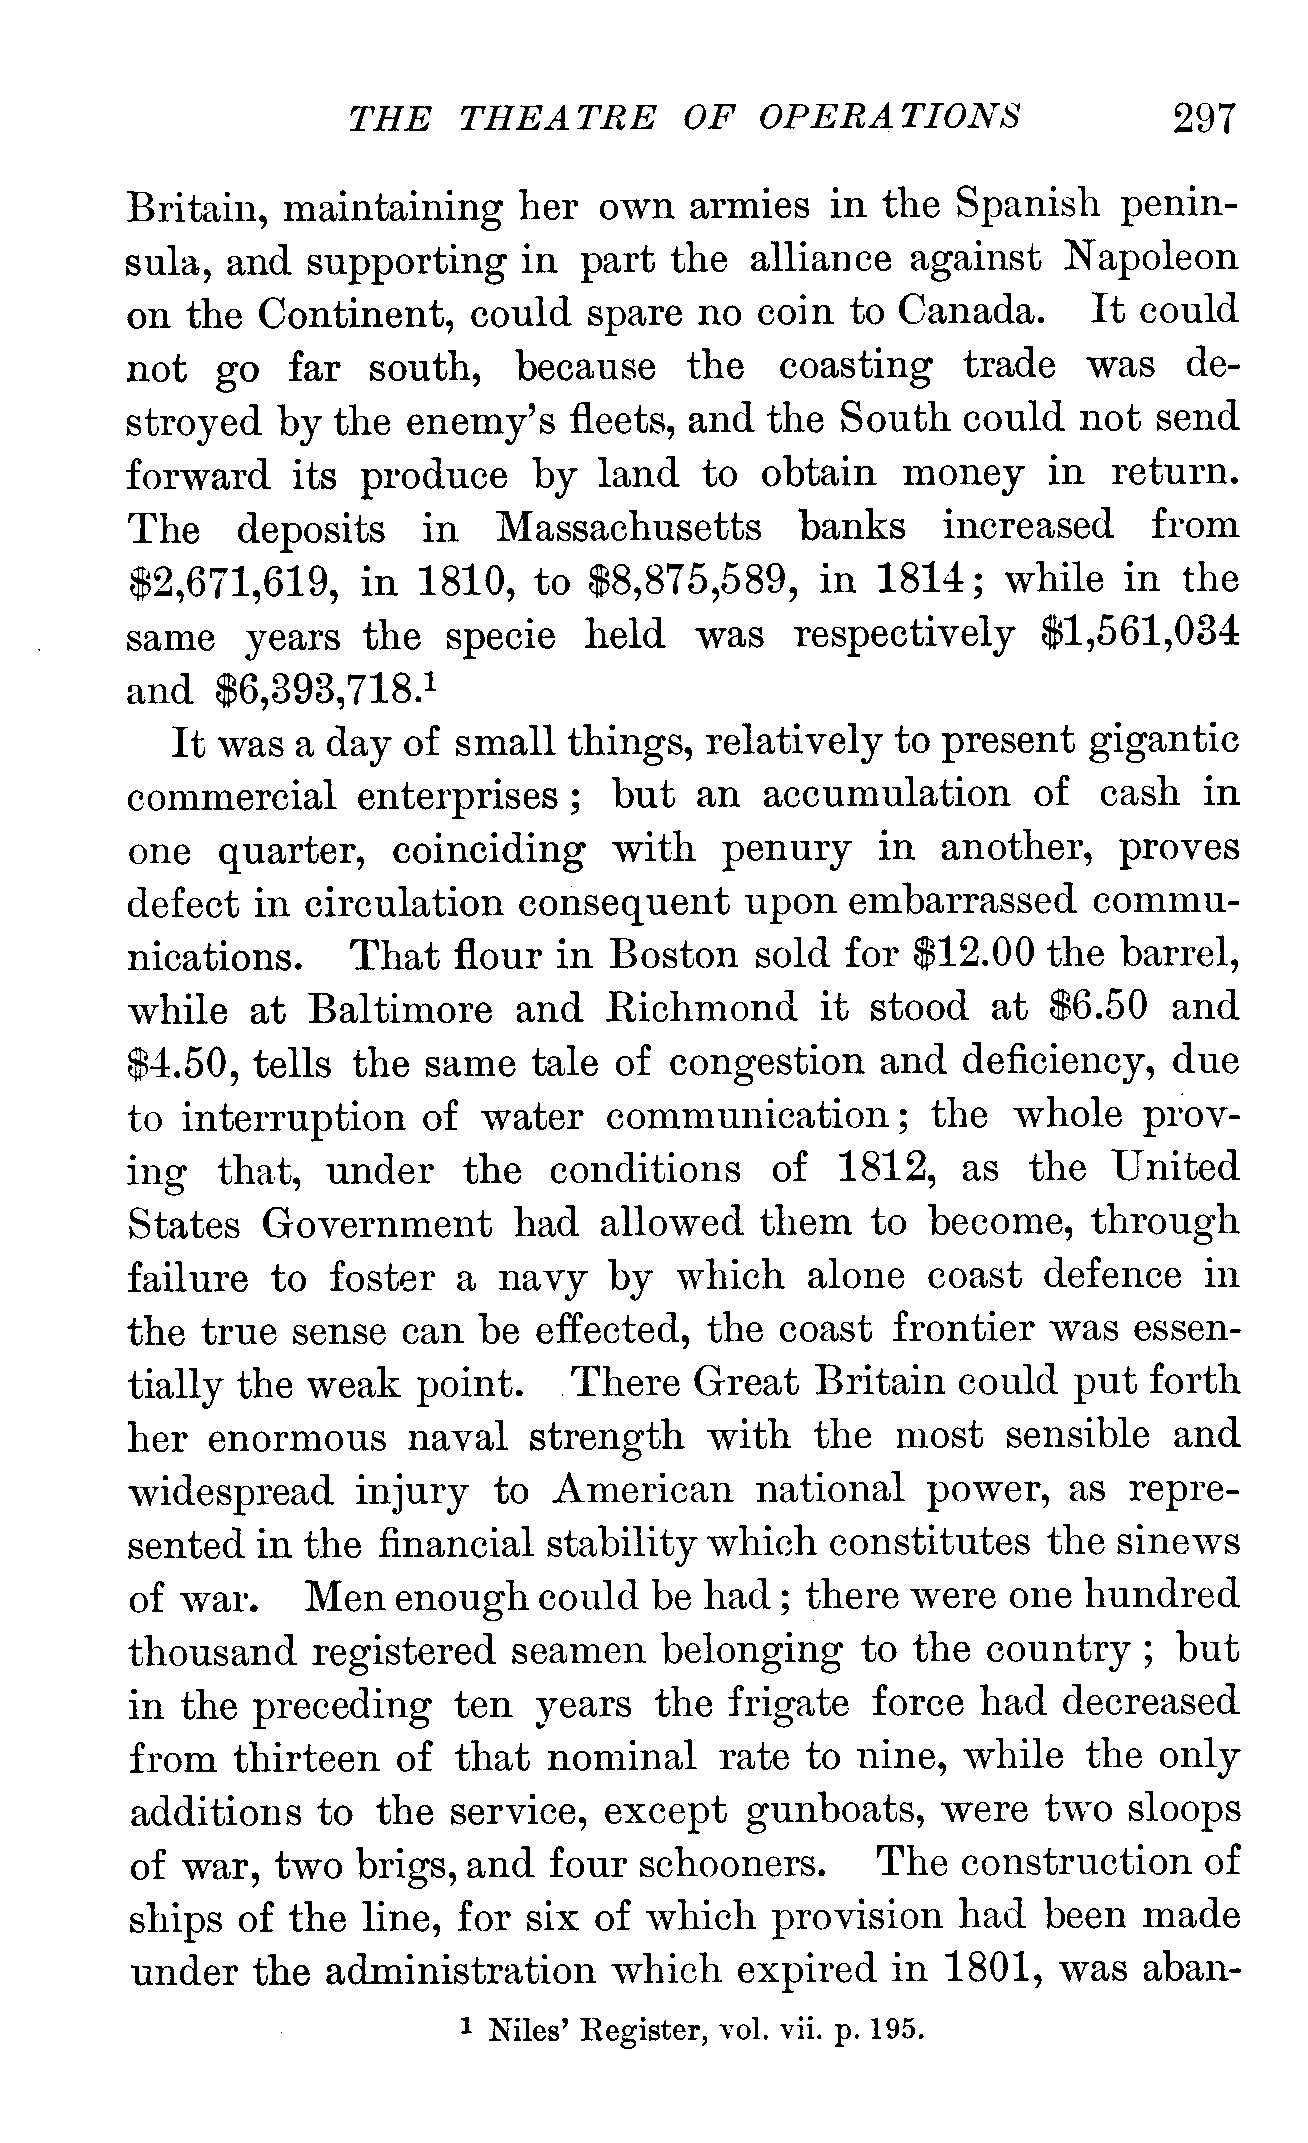 THE THEATRE OF OPERATIONS 297
Britain, maintaining her own armies in the Spanish penin-
sula, and supporting in part the alliance against Napoleon
on the Continent, could spare no coin to Canada. It could
not go far south, because the coasting trade was de-
stroyed by the enemy's fleets, and the South could not send
forward its produce by land to obtain money in return.
The deposits in Massachusetts banks increased from
$2,671,619, in 1810, to $8,875,589, in 1814; while in the
same years the specie held was respectively $1,561,034
and $6,393,718.¹
It was a day of small things, relatively to present gigantic
commercial enterprises; but an accumulation of cash in
one quarter, coinciding with penury in another, proves
defect in circulation consequent upon embarrassed commu-
nications. That flour in Boston sold for $12.00 the barrel,
while at Baltimore and Richmond it stood at $6.50 and
$4.50, tells the same tale of congestion and deficiency, due
to interruption of water communication; the whole prov-
ing that, under the conditions of 1812, as the United
States Government had allowed them to become, through
failure to foster a navy by which alone coast defence in
the true sense can be effected, the coast frontier was essen-
tially the weak point. There Great Britain could put forth
her enormous naval strength with the most sensible and
widespread injury to American national power, as repre-
sented in the financial stability which constitutes the sinews
of war. Men enough could be had; there were one hundred
thousand registered seamen belonging to the country; but
in the preceding ten years the frigate force had decreased
from thirteen of that nominal rate to nine, while the only
additions to the service, except gunboats, were two sloops
of war, two brigs, and four schooners. The construction of
ships of the line, for six of which provision had been made
under the administration which expired in 1801, was aban-
¹ Niles' Register, vol. vii. p. 195.